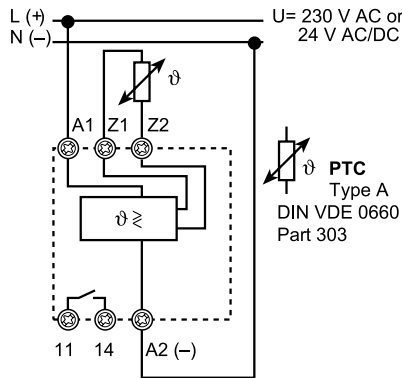 L (+)
N (–)
U= 230 V AC or
24 V AC/DC
ϑ
A1 Z1 Z2
ϑ PTC
Type A
DIN VDE 0660
Part 303
ϑ ≥
11 14 A2 (–)